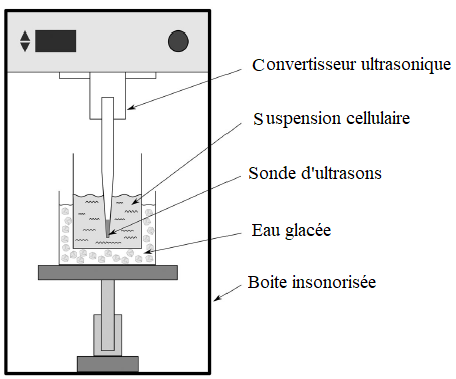 Convertisseur ultrasonique
Suspension cellulaire
Sonde d'ultrasons
Eau glacée
Boite insonorisée